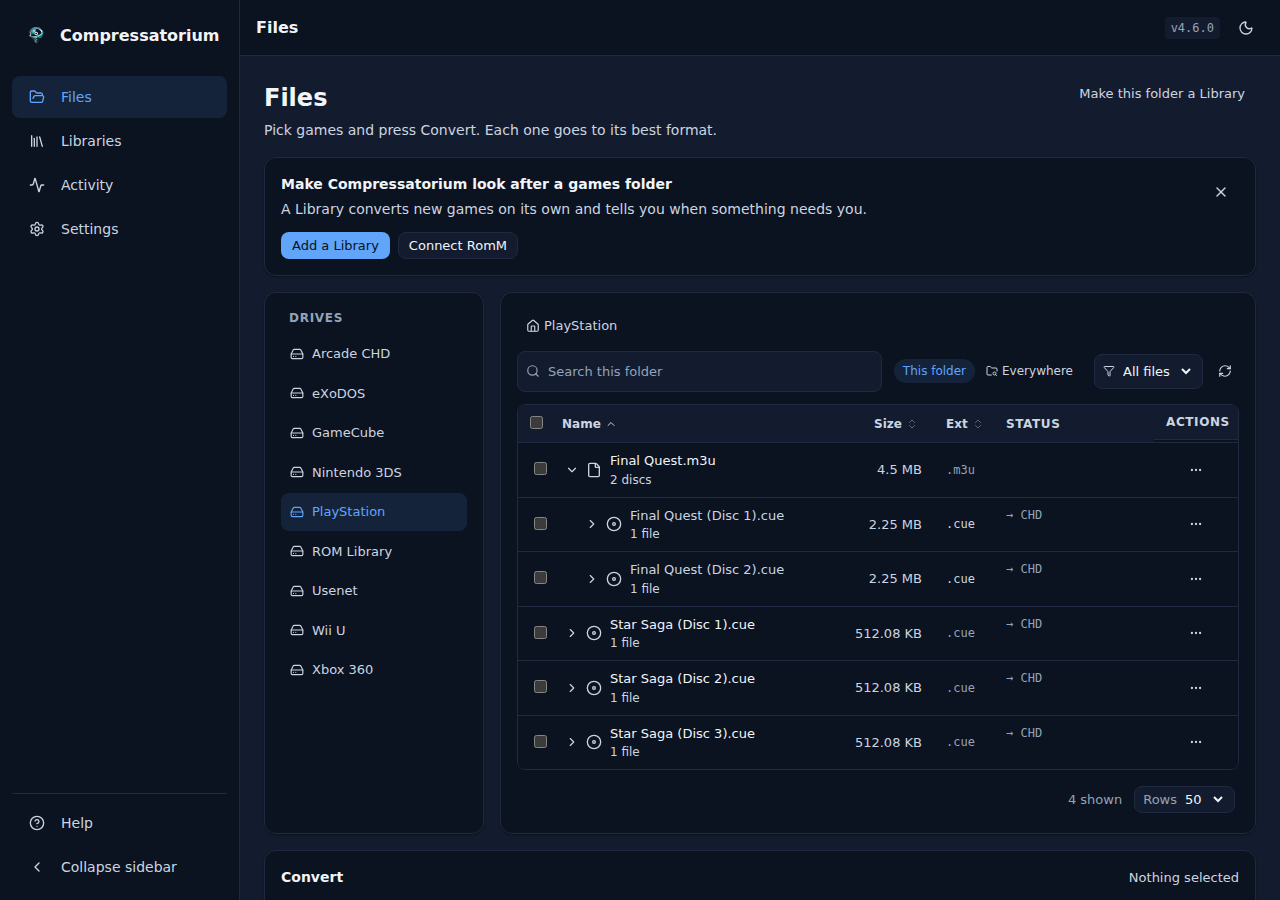 Compressatorium
Files
Libraries
Activity
Settings
Help
Collapse sidebar
Files
v4.6.0
Files
Make this folder a Library
Pick games and press Convert. Each one goes to its best format.
Make Compressatorium look after a games folder
A Library converts new games on its own and tells you when something needs you.
Add a Library
Connect RomM
DRIVES
Arcade CHD
eXoDOS
GameCube
Nintendo 3DS
PlayStation
ROM Library
Usenet
Wii U
Xbox 360
PlayStation
Search this folder
This folder
Everywhere
All files
Name Size Ext STATUS ACTIONS
Final Quest.m3u
2 discs
4.5 MB .m3u
Final Quest (Disc 1).cue
1 file
2.25 MB .cue → CHD
Final Quest (Disc 2).cue
1 file
2.25 MB .cue → CHD
Star Saga (Disc 1).cue
1 file
512.08 KB .cue → CHD
Star Saga (Disc 2).cue
1 file
512.08 KB .cue → CHD
Star Saga (Disc 3).cue
1 file
512.08 KB .cue → CHD
4 shown
Rows 50
Convert
Nothing selected